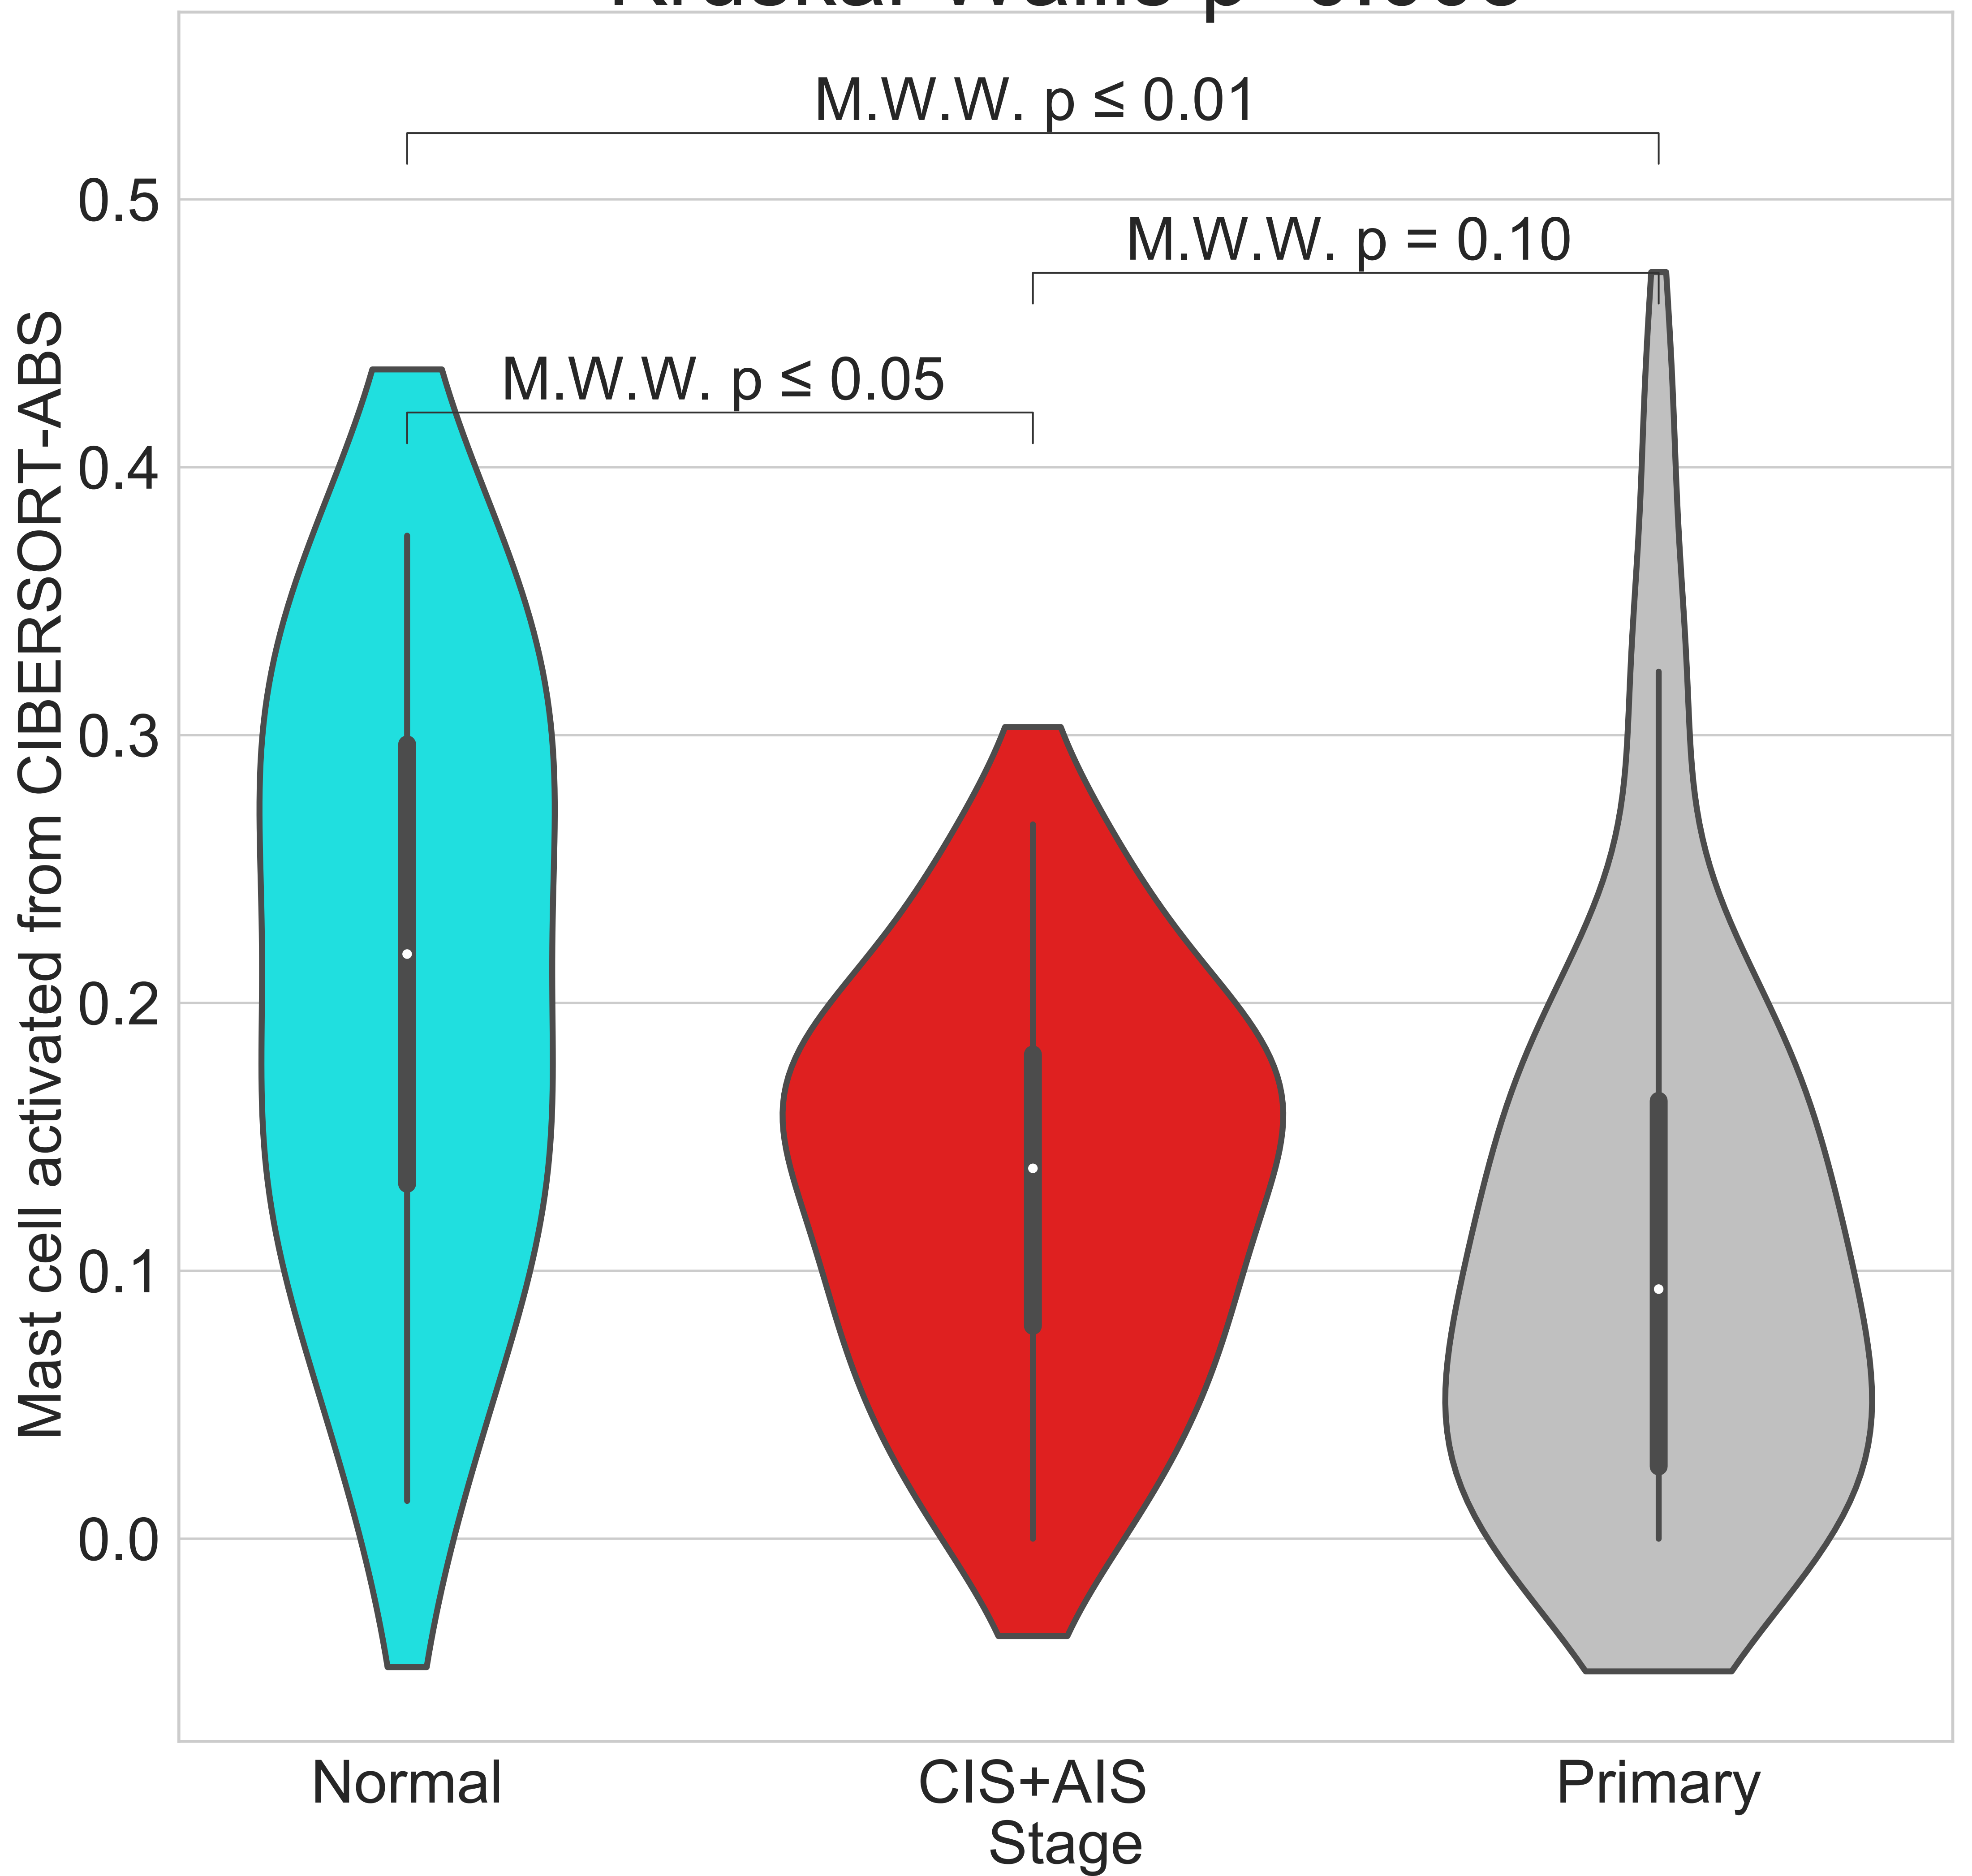 M.W.W. p ≤ 0.01
M.W.W. p = 0.10
M.W.W. p ≤ 0.05
Mast cell activated from CIBERSORT-ABS
0.5
0.4
0.3
0.2
0.1
0.0
Normal
CIS+AIS
Primary
Stage